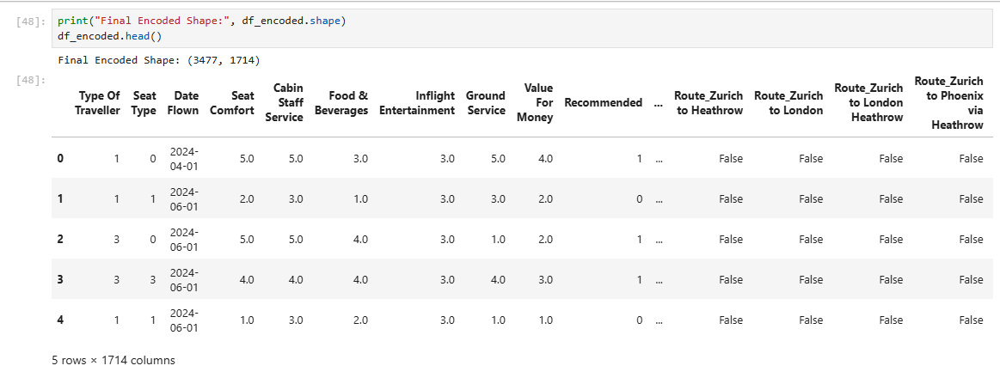 [48]: print("Final Encoded Shape:", df_encoded.shape)
df_encoded.head()
Final Encoded Shape: (3477, 1714)
[48]:
Type Of Traveller Seat Type Date Flown Seat Comfort Cabin Staff Service Food & Beverages Inflight Entertainment Ground Service Value For Money Recommended ... Route_Zurich to Heathrow Route_Zurich to London Route_Zurich to London Heathrow Route_Zurich to Phoenix via Heathrow
0 1 0 2024-04-01 5.0 5.0 3.0 3.0 5.0 4.0 1 ... False False False False
1 1 1 2024-06-01 2.0 3.0 1.0 3.0 3.0 2.0 0 ... False False False False
2 3 0 2024-06-01 5.0 5.0 4.0 3.0 1.0 2.0 1 ... False False False False
3 3 3 2024-06-01 4.0 4.0 4.0 3.0 4.0 3.0 1 ... False False False False
4 1 1 2024-06-01 1.0 3.0 2.0 3.0 1.0 1.0 0 ... False False False False
5 rows × 1714 columns